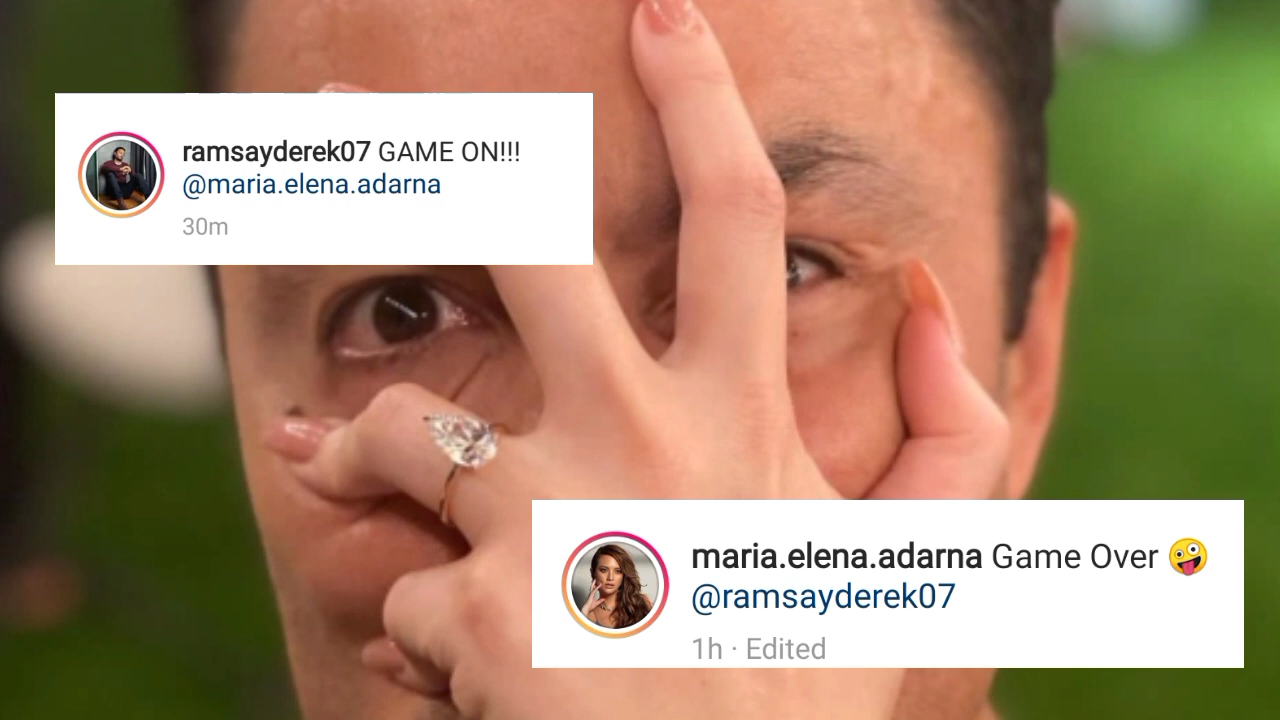 ramsayderek07 GAME ON!!!
@maria.elena.adarna
30m
maria.elena.adarna Game Over 🤪
@ramsayderek07
1h · Edited